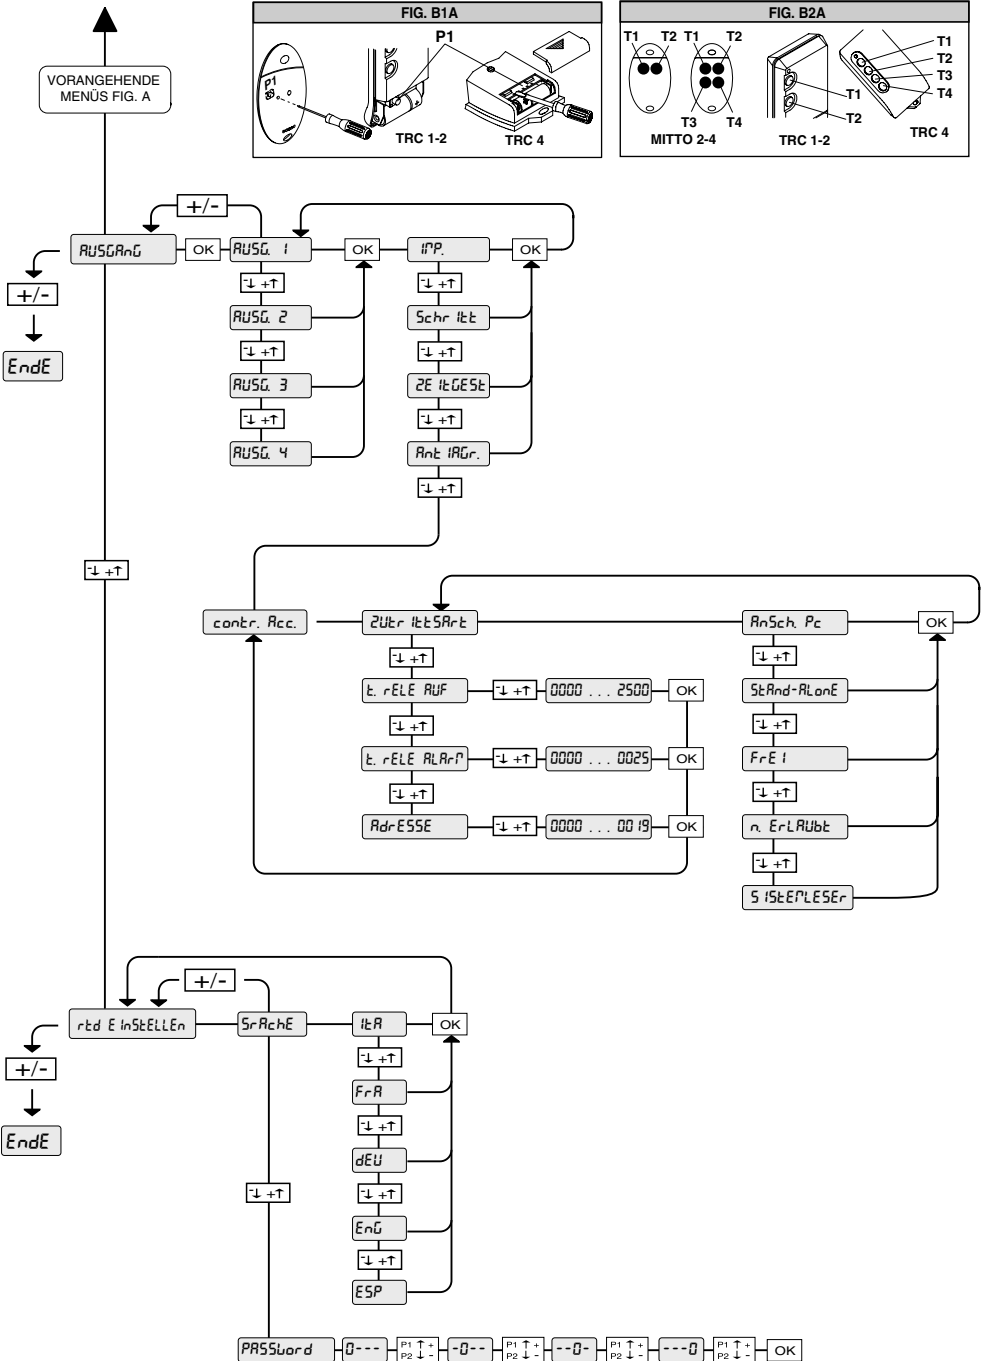 FIG. B1A
P1
P1
TRC 1-2
TRC 4
FIG. B2A
T1 T2 T1 T2
T3 T4
MITTO 2-4
T1
T2
TRC 1-2
T1
T2
T3
T4
TRC 4
VORANGEHENDE
MENÜS FIG. A
+/-
AUSGAnG OK AUSG. 1 OK IMP. OK
+/-
-↓ +↑ -↓ +↑
AUSG. 2 Schritt
EndE
-↓ +↑ -↓ +↑
AUSG. 3 ZEItGESt
-↓ +↑ -↓ +↑
AUSG. 4 AntIAGr.
-↓ +↑
-↓ +↑
contr. Acc. ZUtrIttSArt AnSch. Pc OK
-↓ +↑ -↓ +↑
t. rELE AUF -↓ +↑ 0000 . . . 2500 OK StAnd-ALonE
-↓ +↑ -↓ +↑
t. rELE ALArM -↓ +↑ 0000 . . . 0025 OK FrEI
-↓ +↑ -↓ +↑
AdrESSE -↓ +↑ 0000 . . . 0019 OK n. ErLAUbt
-↓ +↑
SIStEMLESEr
+/-
rtd EInStELLEn SrAchE ItA OK
+/-
-↓ +↑
FrA
EndE
-↓ +↑
dEU
-↓ +↑ -↓ +↑
EnG
-↓ +↑
ESP
PASSword 0--- P1 ↑ + -0-- P1 ↑ + --0- P1 ↑ + ---0 P1 ↑ + OK
P2 ↓ - P2 ↓ - P2 ↓ - P2 ↓ -